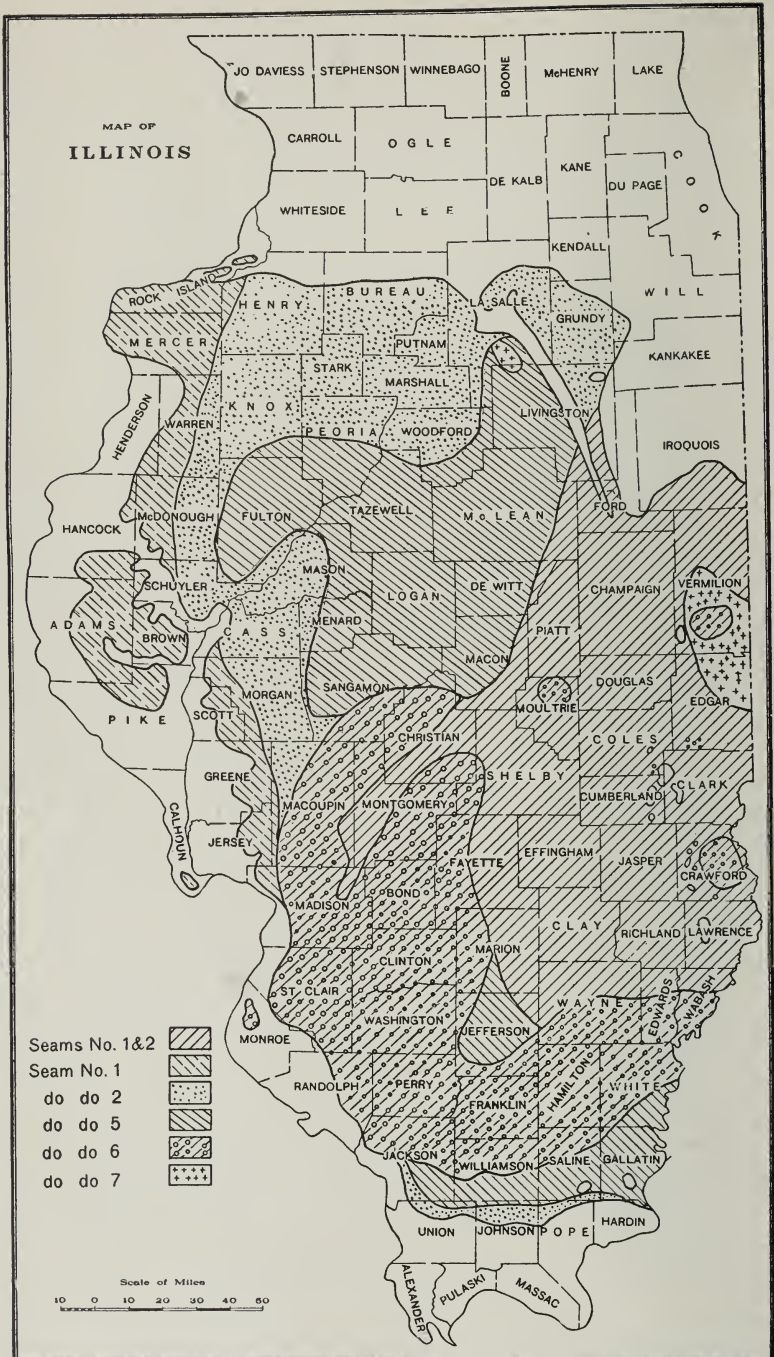 MAP OF
ILLINOIS
JO DAVIESS
STEPHENSON
WINNEBAGO
BOONE
McHENRY
LAKE
CARROLL
OGLE
DE KALB
KANE
DU PAGE
COOK
WHITESIDE
LEE
KENDALL
WILL
ROCK ISLAND
HENRY
BUREAU
LA SALLE
GRUNDY
MERCER
PUTNAM
KANKAKEE
STARK
MARSHALL
HENDERSON
WARREN
KNOX
PEORIA
WOODFORD
LIVINGSTON
IROQUOIS
HANCOCK
McDONOUGH
FULTON
TAZEWELL
McLEAN
FORD
SCHUYLER
MASON
ADAMS
BROWN
CASS
MENARD
LOGAN
DE WITT
PIATT
CHAMPAIGN
VERMILION
MACON
PIKE
SCOTT
MORGAN
SANGAMON
MOULTRIE
DOUGLAS
EDGAR
CHRISTIAN
COLES
GREENE
SHELBY
CALHOUN
MACOUPIN
MONTGOMERY
CUMBERLAND
CLARK
JERSEY
FAYETTE
EFFINGHAM
JASPER
CRAWFORD
MADISON
BOND
CLAY
RICHLAND
LAWRENCE
CLINTON
MARION
ST. CLAIR
WAYNE
EDWARDS
WABASH
MONROE
WASHINGTON
JEFFERSON
RANDOLPH
PERRY
FRANKLIN
HAMILTON
WHITE
JACKSON
WILLIAMSON
SALINE
GALLATIN
UNION
JOHNSON
POPE
HARDIN
ALEXANDER
PULASKI
MASSAC
Seams No. 1&2
Seam No. 1
do do 2
do do 5
do do 6
do do 7
Scale of Miles
10 0 10 20 30 40 50